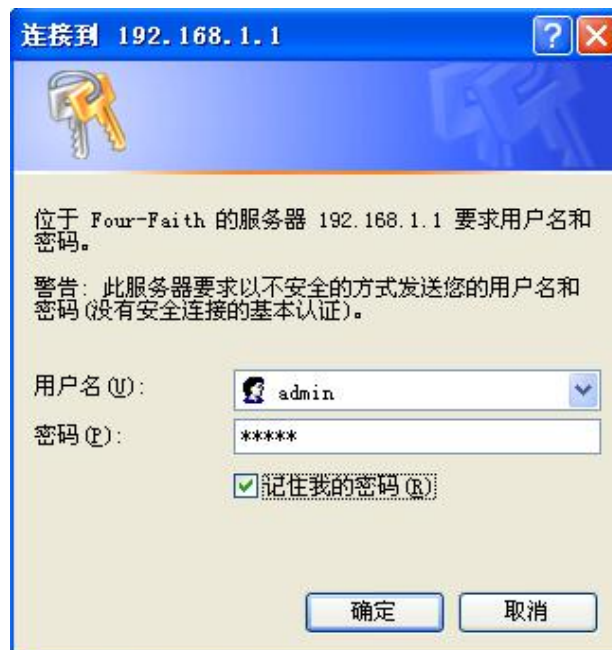 连接到 192.168.1.1
位于 Four-Faith 的服务器 192.168.1.1 要求用户名和
密码。
警告: 此服务器要求以不安全的方式发送您的用户名和
密码(没有安全连接的基本认证)。
用户名(U):
admin
密码(P):
*****
记住我的密码(R)
确定
取消